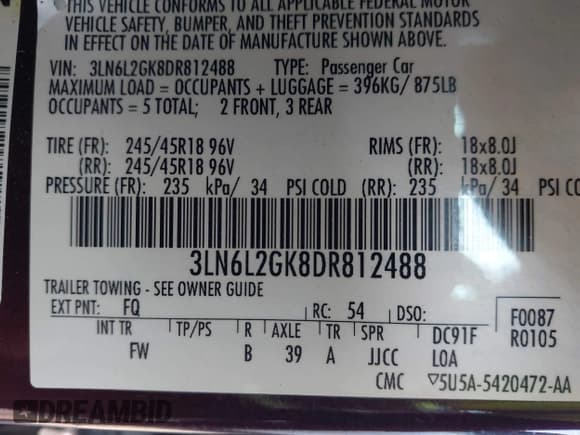 THIS VEHICLE CONFORMS TO ALL APPLICABLE FEDERAL MOTOR
VEHICLE SAFETY, BUMPER, AND THEFT PREVENTION STANDARDS
IN EFFECT ON THE DATE OF MANUFACTURE SHOWN ABOVE.
VIN: 3LN6L2GK8DR812488 TYPE: Passenger Car
MAXIMUM LOAD = OCCUPANTS + LUGGAGE = 396KG/ 875LB
OCCUPANTS = 5 TOTAL; 2 FRONT, 3 REAR
TIRE (FR): 245/45R18 96V RIMS (FR): 18x8.0J
(RR): 245/45R18 96V (RR): 18x8.0J
PRESSURE (FR): 235 kPa/ 34 PSI COLD (RR): 235 kPa/ 34 PSI CO
3LN6L2GK8DR812488
TRAILER TOWING - SEE OWNER GUIDE
EXT PNT: FQ RC: 54 DSO: F0087
INT TR TP/PS R AXLE TR SPR DC91F R0105
FW B 39 A JJCC LOA
CMC ▽5U5A-5420472-AA
DREAMBID